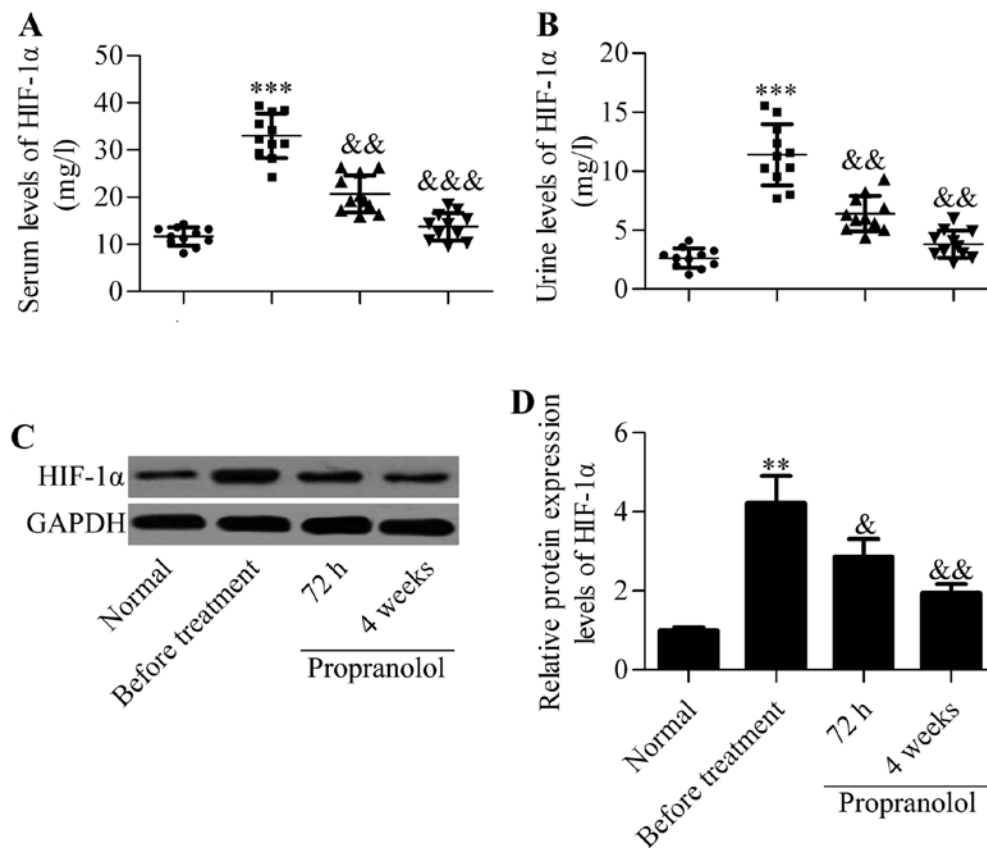 A
Serum levels of HIF-1α
(mg/l)
50
40
30
20
10
0
***
&&
&&&
B
Urine levels of HIF-1α
(mg/l)
20
15
10
5
0
***
&&
&&
C
HIF-1α
GAPDH
Normal
Before treatment
72 h
4 weeks
Propranolol
D
Relative protein expression
levels of HIF-1α
6
4
2
0
**
&
&&
Normal
Before treatment
72 h
4 weeks
Propranolol